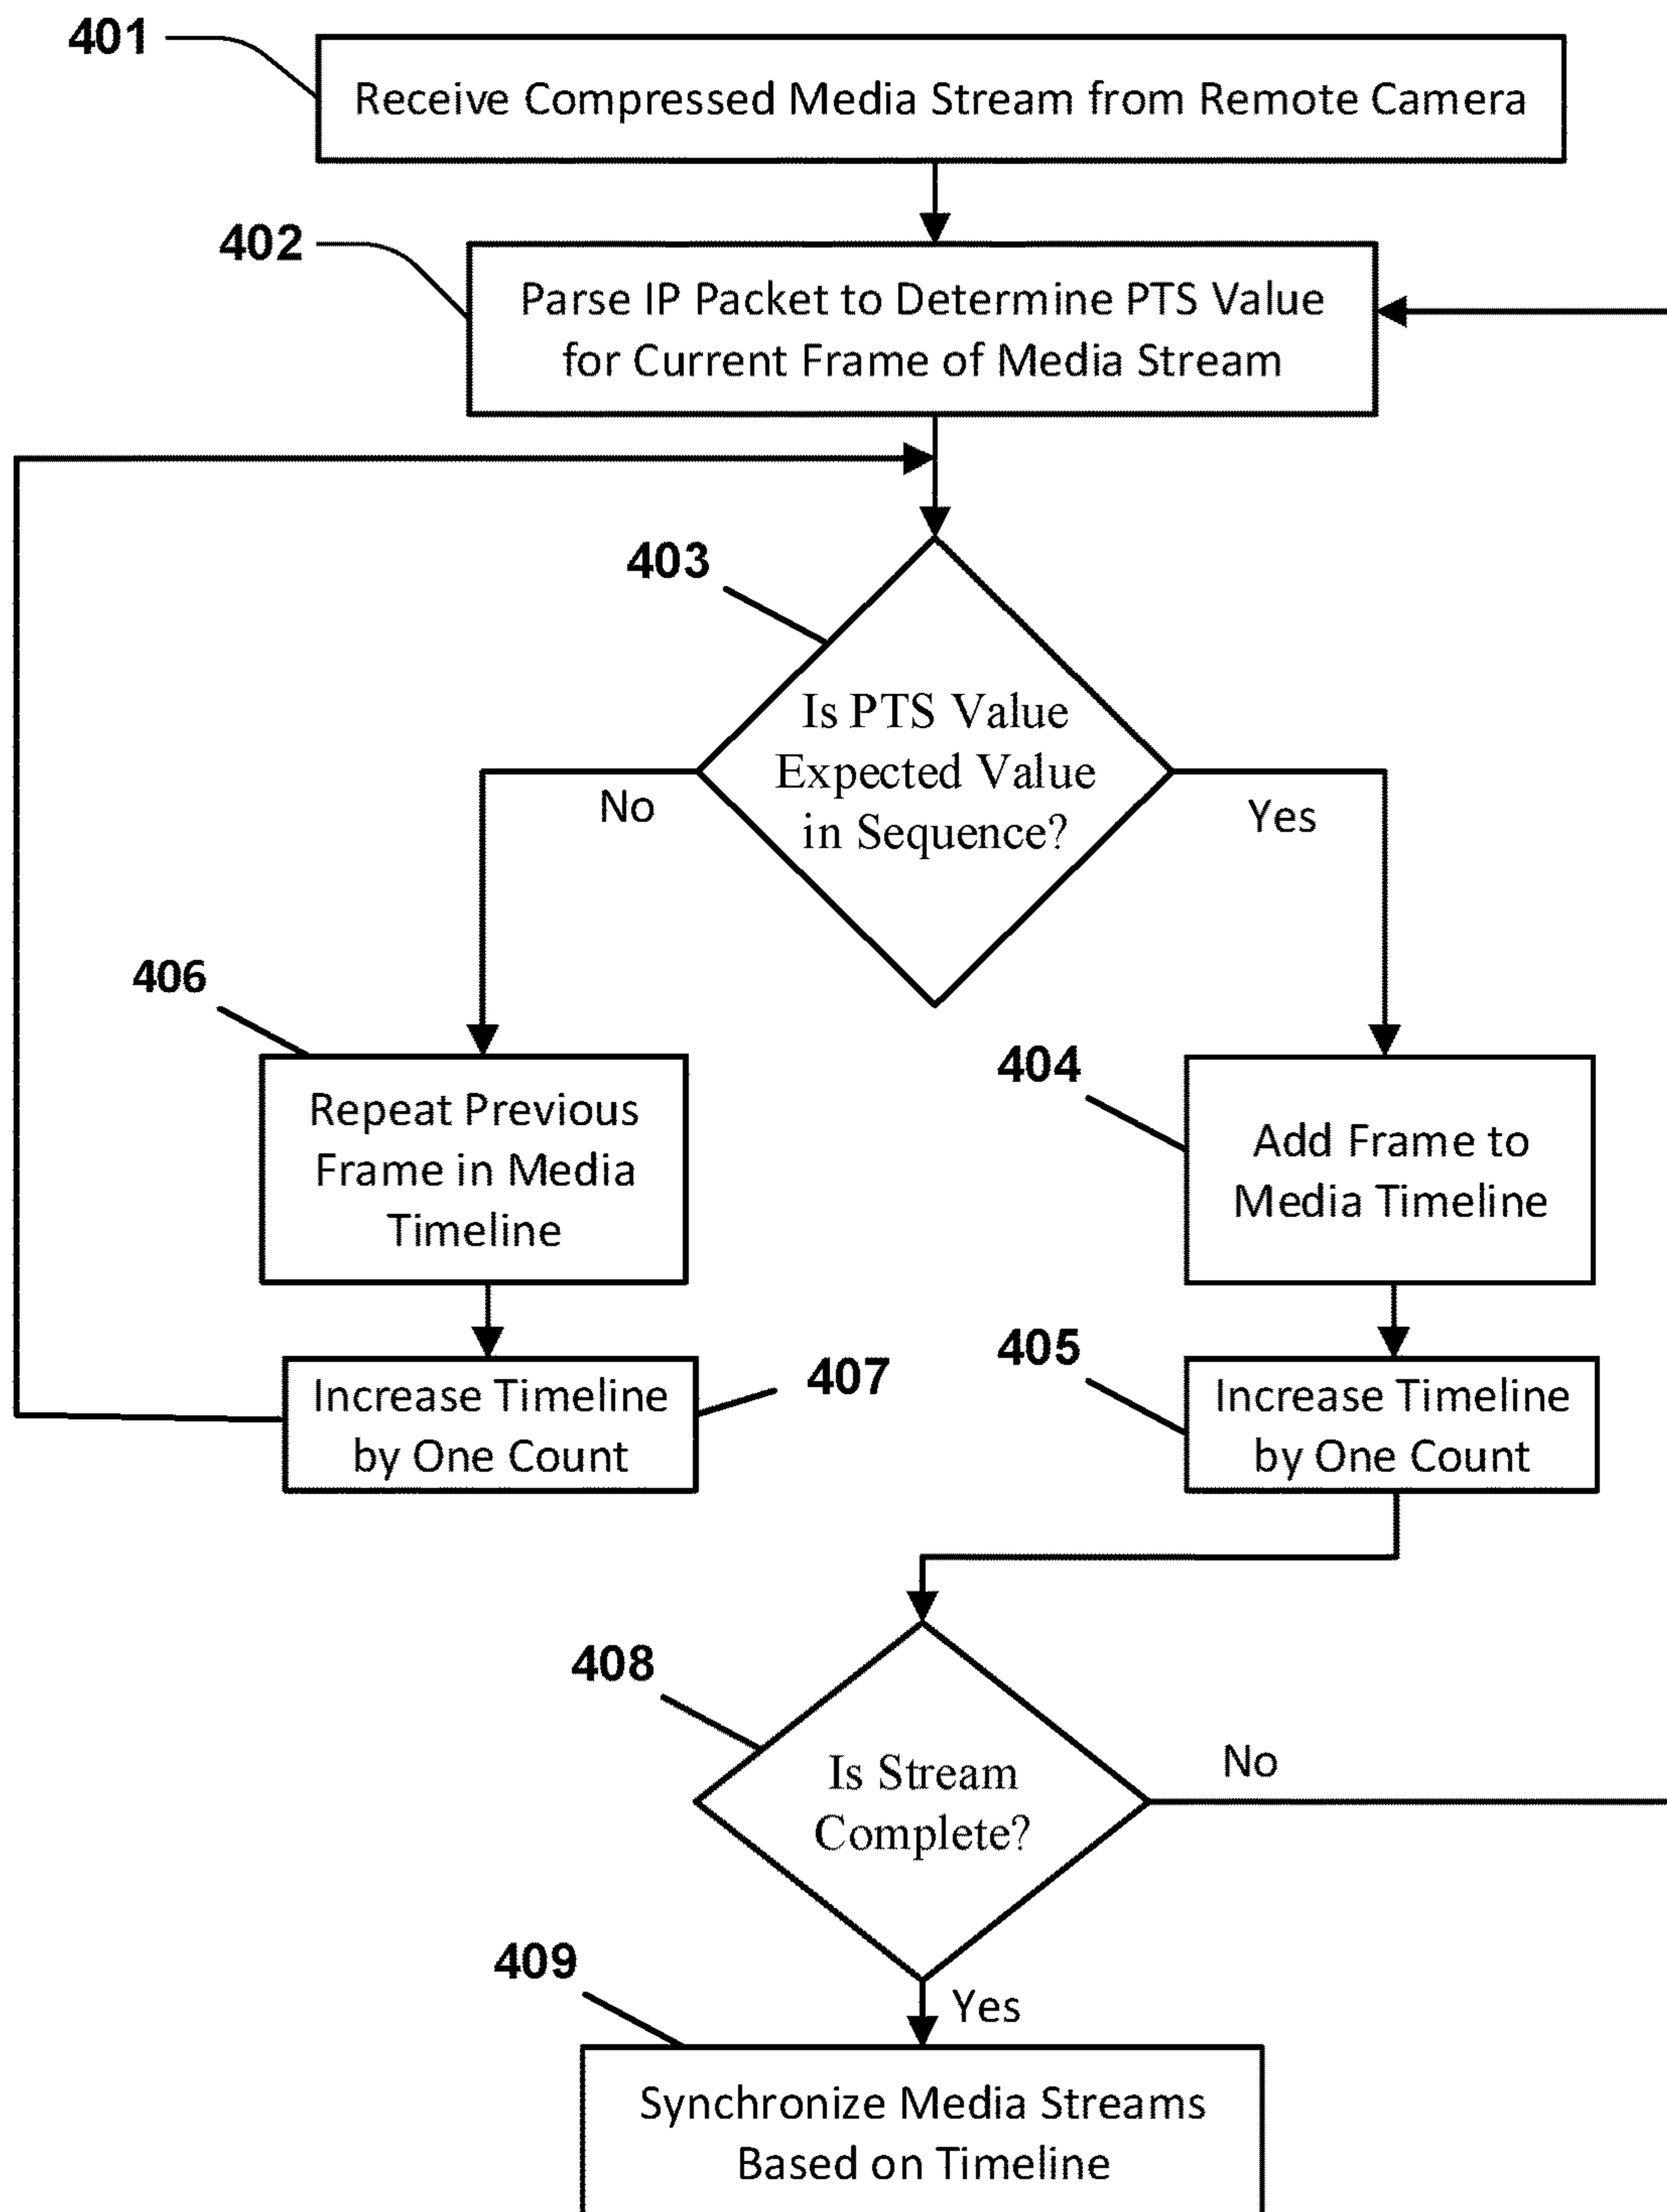 401
Receive Compressed Media Stream from Remote Camera
402
Parse IP Packet to Determine PTS Value
for Current Frame of Media Stream
403
Is PTS Value
Expected Value
in Sequence?
No
Yes
406
Repeat Previous
Frame in Media
Timeline
404
Add Frame to
Media Timeline
407
Increase Timeline
by One Count
405
Increase Timeline
by One Count
408
Is Stream
Complete?
No
Yes
409
Synchronize Media Streams
Based on Timeline